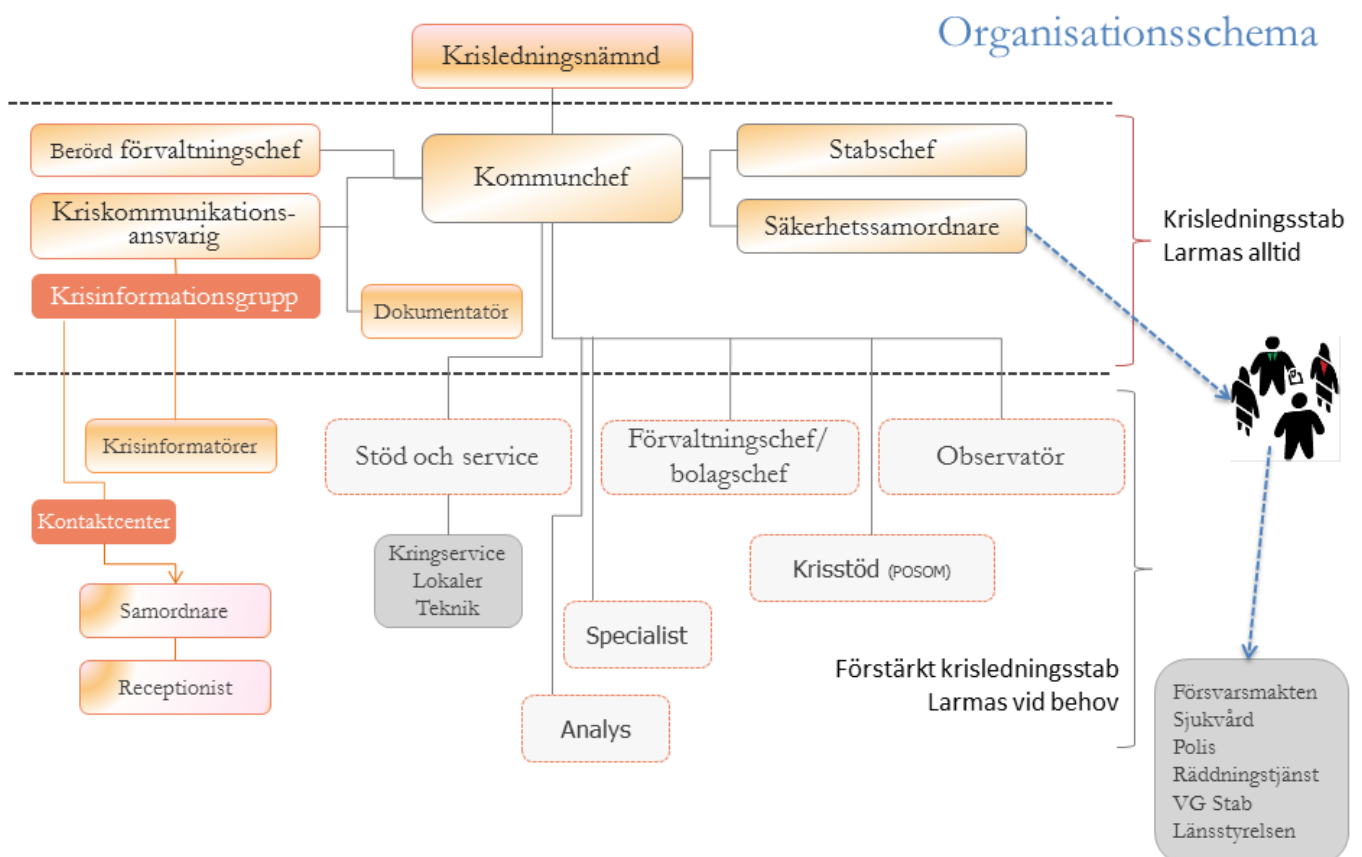 Organisationsschema
Krisledningsnämnd
Berörd förvaltningschef
Kommunchef
Stabschef
Kriskommunikations-
ansvarig
Säkerhetssamordnare
Krisledningsstab
Larmas alltid
Krisinformationsgrupp
Dokumentatör
Krisinformatörer
Stöd och service
Förvaltningschef/
bolagschef
Observatör
Kontaktcenter
Kringservice
Lokaler
Teknik
Krisstöd (POSOM)
Samordnare
Specialist
Receptionist
Analys
Förstärkt krisledningsstab
Larmas vid behov
Försvarsmakten
Sjukvård
Polis
Räddningstjänst
VG Stab
Länsstyrelsen